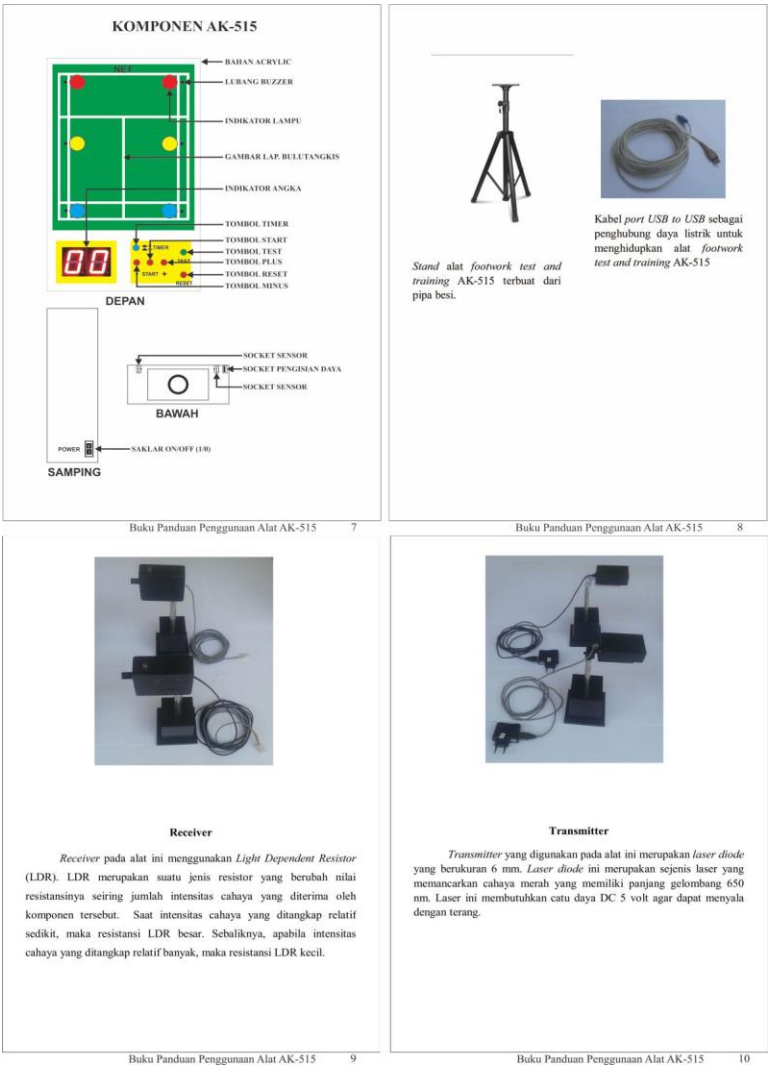 KOMPONEN AK-515
NET
BAHAN ACRYLIC
LUBANG BUZZER
INDIKATOR LAMPU
GAMBAR LAP. BULUTANGKIS
INDIKATOR ANGKA
TOMBOL TIMER
TOMBOL START
TOMBOL TEST
TOMBOL PLUS
TOMBOL RESET
TOMBOL MINUS
00
TIMER
TEST
START +
RESET
DEPAN
SOCKET SENSOR
SOCKET PENGISIAN DAYA
SOCKET SENSOR
BAWAH
POWER
SAKLAR ON/OFF (1/0)
SAMPING
Buku Panduan Penggunaan Alat AK-515 7
Stand alat footwork test and
training AK-515 terbuat dari
pipa besi.
Kabel port USB to USB sebagai
penghubung daya listrik untuk
menghidupkan alat footwork
test and training AK-515
Buku Panduan Penggunaan Alat AK-515 8
Receiver
Receiver pada alat ini menggunakan Light Dependent Resistor
(LDR). LDR merupakan suatu jenis resistor yang berubah nilai
resistansinya seiring jumlah intensitas cahaya yang diterima oleh
komponen tersebut. Saat intensitas cahaya yang ditangkap relatif
sedikit, maka resistansi LDR besar. Sebaliknya, apabila intensitas
cahaya yang ditangkap relatif banyak, maka resistansi LDR kecil.
Buku Panduan Penggunaan Alat AK-515 9
Transmitter
Transmitter yang digunakan pada alat ini merupakan laser diode
yang berukuran 6 mm. Laser diode ini merupakan sejenis laser yang
memancarkan cahaya merah yang memiliki panjang gelombang 650
nm. Laser ini membutuhkan catu daya DC 5 volt agar dapat menyala
dengan terang.
Buku Panduan Penggunaan Alat AK-515 10